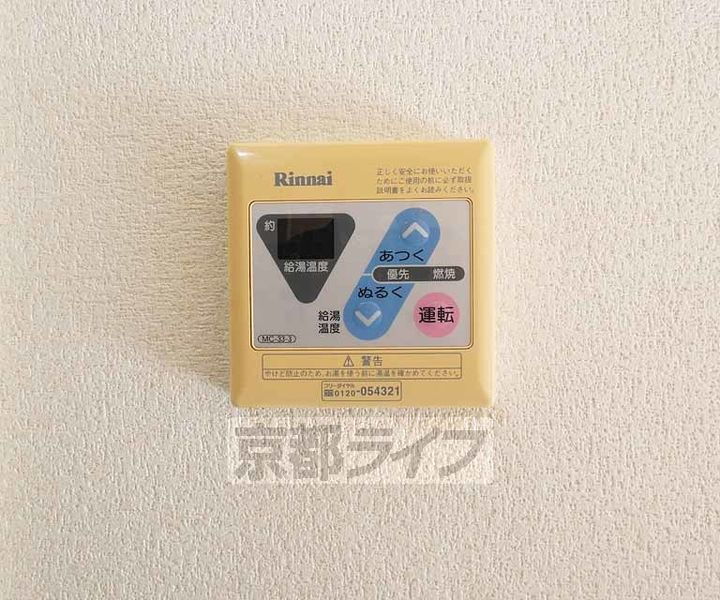 Rinnai
正しく安全にお使いいただく
ためにご使用の前に必ず取扱
説明書をよくお読みください。
約
給湯温度
あつく
優先 燃焼
ぬるく
給湯
温度
運転
MC-33-3
⚠ 警告
やけど防止のため、お湯を使う前に湯温を確かめてください。
フリーダイヤル
0120-054321
京都ライフ